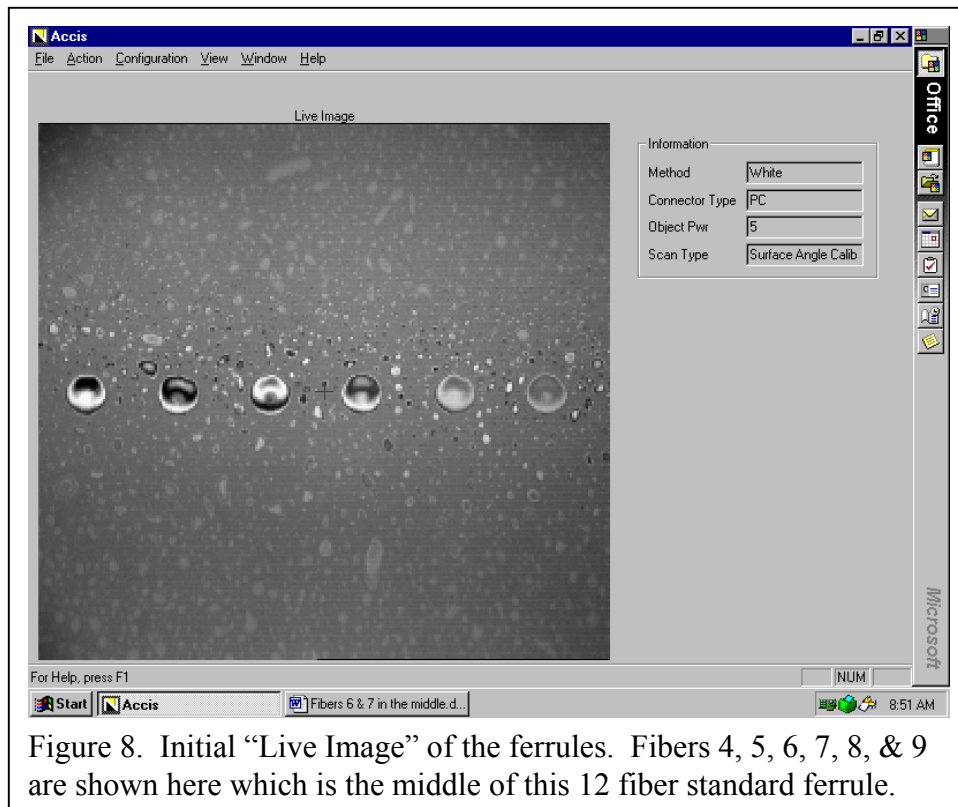 Accis
File Action Configuration View Window Help
Live Image
Information
Method White
Connector Type PC
Object Pwr 5
Scan Type Surface Angle Calib
Office
Microsoft
For Help, press F1
NUM
Start Accis Fibers 6 & 7 in the middle.d... 8:51 AM
Figure 8. Initial “Live Image” of the ferrules. Fibers 4, 5, 6, 7, 8, & 9
are shown here which is the middle of this 12 fiber standard ferrule.